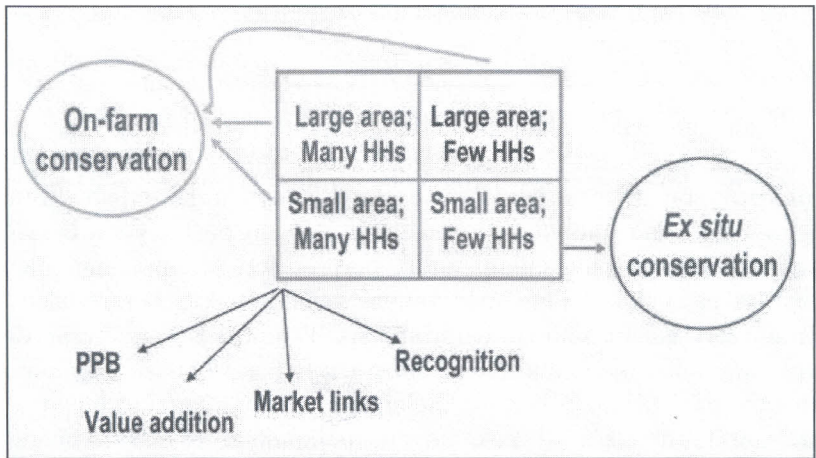 On-farm
conservation
Large area;
Many HHs
Large area;
Few HHs
Small area;
Many HHs
Small area;
Few HHs
Ex situ
conservation
PPB
Value addition
Market links
Recognition